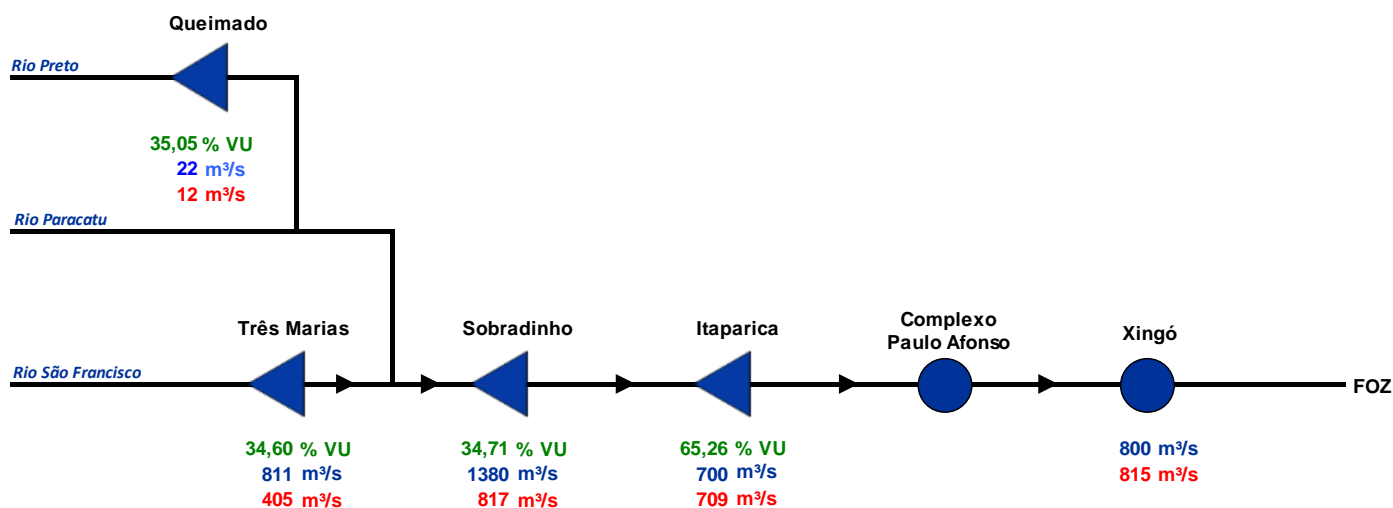 Queimado
Rio Preto
35,05 % VU
22 m³/s
12 m³/s
Rio Paracatu
Três Marias
Sobradinho
Itaparica
Complexo
Paulo Afonso
Xingó
Rio São Francisco
FOZ
34,60 % VU
811 m³/s
405 m³/s
34,71 % VU
1380 m³/s
817 m³/s
65,26 % VU
700 m³/s
709 m³/s
800 m³/s
815 m³/s